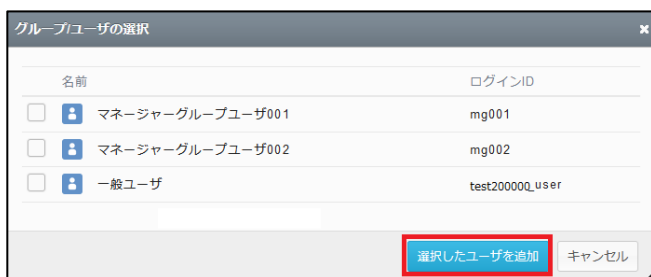 グループ/ユーザの選択 ×
名前 ログインID
マネージャーグループユーザ001 mg001
マネージャーグループユーザ002 mg002
一般ユーザ test200000_user
選択したユーザを追加 キャンセル